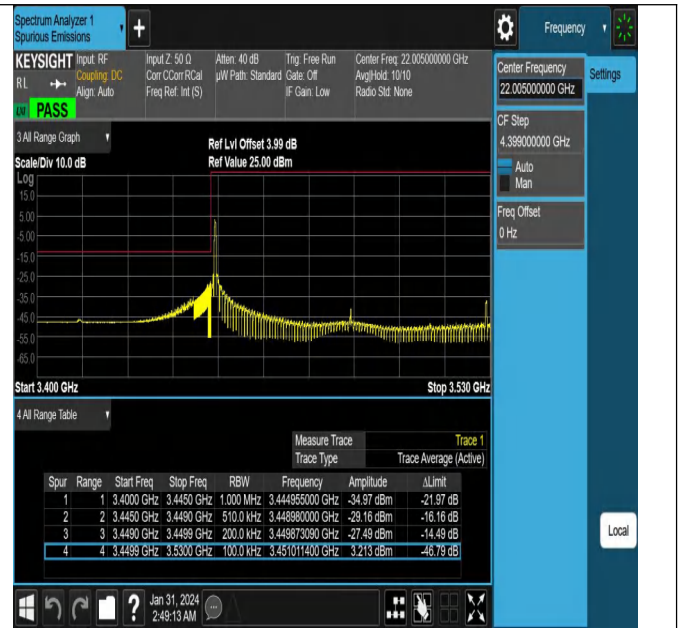 Spectrum Analyzer 1
Spurious Emissions
+
Frequency
KEYSIGHT Input: RF Input Z: 50 Ω Atten: 40 dB Trig: Free Run Center Freq: 22.005000000 GHz
RL Coupling: DC Corr CCorr RCal µW Path: Standard Gate: Off Avg|Hold: 10/10
Align: Auto Freq Ref: Int (S) IF Gain: Low Radio Std: None
PASS
Center Frequency
22.005000000 GHz
Settings
CF Step
4.399000000 GHz
Auto
Man
Freq Offset
0 Hz
3 All Range Graph
Ref Lvl Offset 3.99 dB
Scale/Div 10.0 dB Ref Value 25.00 dBm
Log
15.0
5.00
-5.00
-15.0
-25.0
-35.0
-45.0
-55.0
-65.0
Start 3.400 GHz Stop 3.530 GHz
4 All Range Table
Measure Trace Trace 1
Trace Type Trace Average (Active)
Spur Range Start Freq Stop Freq RBW Frequency Amplitude ΔLimit
1 1 3.4000 GHz 3.4450 GHz 1.000 MHz 3.444955000 GHz -34.97 dBm -21.97 dB
2 2 3.4450 GHz 3.4490 GHz 510.0 kHz 3.448980000 GHz -29.16 dBm -16.16 dB
3 3 3.4490 GHz 3.4499 GHz 200.0 kHz 3.449873090 GHz -27.49 dBm -14.49 dB
4 4 3.4499 GHz 3.5300 GHz 100.0 kHz 3.451011400 GHz 3.213 dBm -46.79 dB
Local
?
Jan 31, 2024
2:49:13 AM